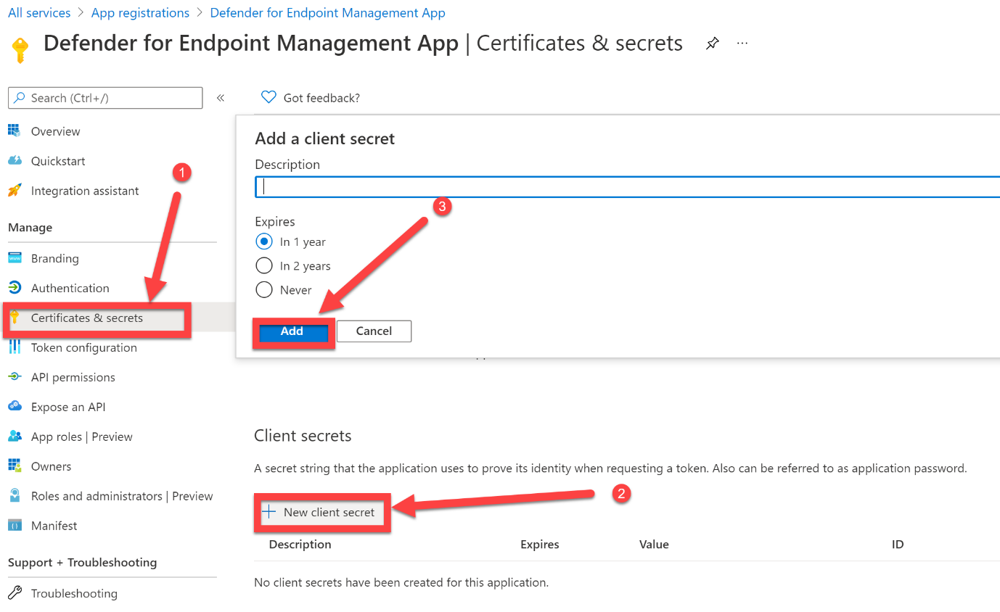 All services > App registrations > Defender for Endpoint Management App
Defender for Endpoint Management App | Certificates & secrets
Search (Ctrl+/)
«
Got feedback?
Overview
Quickstart
Integration assistant
Manage
Branding
Authentication
Certificates & secrets
Token configuration
API permissions
Expose an API
App roles | Preview
Owners
Roles and administrators | Preview
Manifest
Support + Troubleshooting
Troubleshooting
1
Add a client secret
Description
3
Expires
In 1 year
In 2 years
Never
Add Cancel
Client secrets
A secret string that the application uses to prove its identity when requesting a token. Also can be referred to as application password.
2
+ New client secret
Description Expires Value ID
No client secrets have been created for this application.